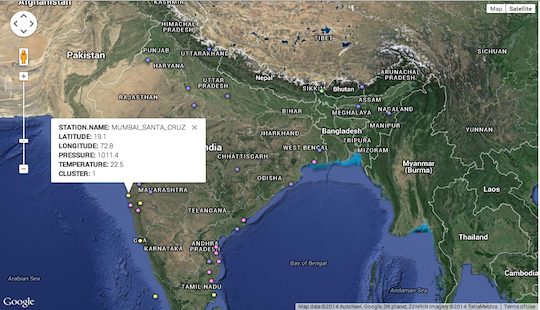 Afghanistan
Map
Satellite
HIMACHAL
PRADESH
TIBET
SICHUAN
PUNJAB
Pakistan
UTTARAKHAND
HARYANA
Nepal
SIKKIM
Bhutan
ARUNACHAL
PRADESH
UTTAR
PRADESH
RAJASTHAN
ASSAM
NAGALAND
MEGHALAYA
BIHAR
MANIPUR
Bangladesh
YUNNAN
JHARKHAND
TRIPURA
WEST BENGAL
MIZORAM
STATION.NAME: MUMBAI_SANTA_CRUZ
LATITUDE: 19.1
LONGITUDE: 72.8
PRESSURE: 1011.4
TEMPERATURE: 22.5
CLUSTER: 1
dia
CHHATTISGARH
ODISHA
Myanmar
(Burma)
Laos
MAHARASHTRA
TELANGANA
Thailand
GOA
KARNATAKA
ANDHRA
PRADESH
Bay of Bengal
Cambodia
Arabian Sea
TAMIL NADU
Andaman Sea
Google
Map data ©2014 AutoNavi, Google, SK planet, ZENRIN Imagery ©2014 TerraMetrics
Terms of Use